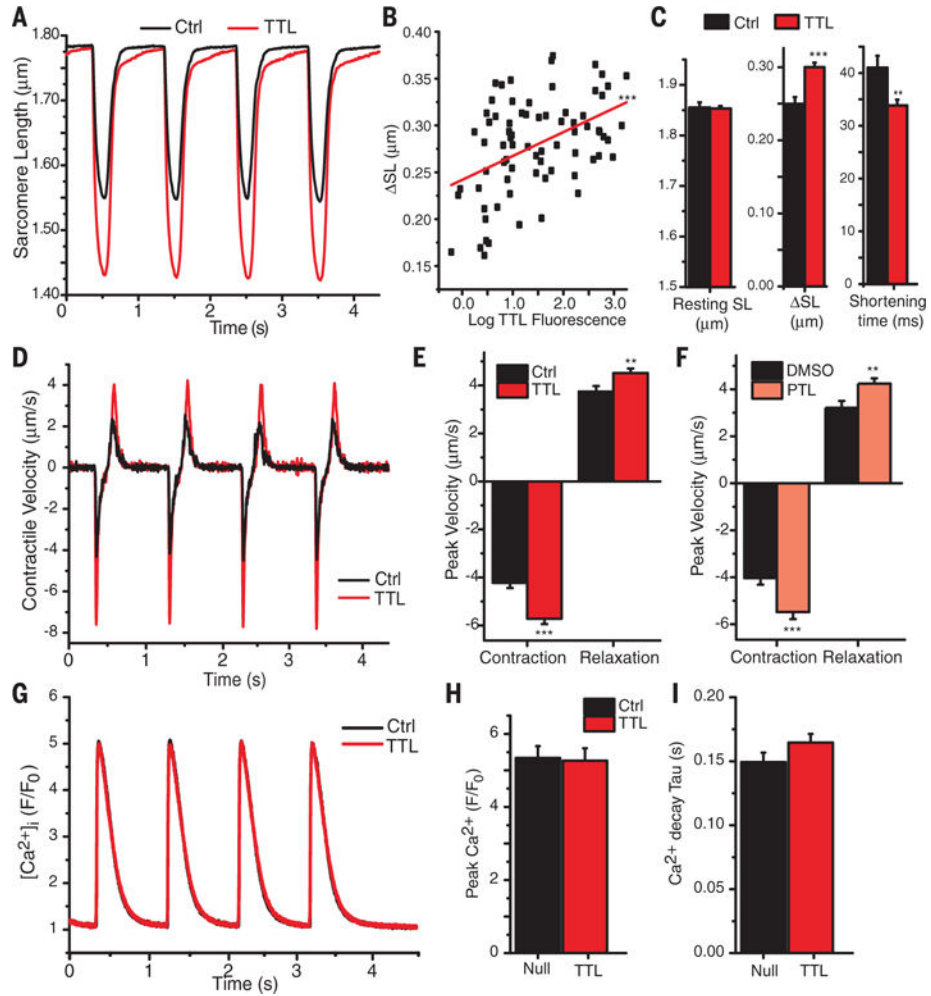 A
Ctrl TTL
Sarcomere Length (μm)
1.80
1.70
1.60
1.50
1.40
0 1 2 3 4
Time (s)
B
ΔSL (μm)
0.40
0.35
0.30
0.25
0.20
0.15
***
0.0 0.6 1.0 1.6 2.0 2.6 3.2
Log TTL Fluorescence
C
Ctrl TTL
1.9
1.8
1.7
1.6
1.5
Resting SL
(μm)
0.30
0.15
0.00
***
ΔSL
(μm)
40
30
20
10
0
**
Shortening
time (ms)
D
Contractile Velocity (μm/s)
4
2
0
-2
-4
-6
-8
Ctrl
TTL
0 1 2 3 4
Time (s)
E
Ctrl
TTL
Peak Velocity (μm/s)
4
2
0
-2
-4
-6
**
***
Contraction Relaxation
F
DMSO
PTL
Peak Velocity (μm/s)
4
2
0
-2
-4
-6
**
***
Contraction Relaxation
G
[Ca2+]i (F/F0)
6
5
4
3
2
1
Ctrl
TTL
0 1 2 3 4
Time (s)
H
Ctrl
TTL
Peak Ca2+ (F/F0)
6
4
2
0
Null TTL
I
Ca2+ decay Tau (s)
0.20
0.15
0.10
0.05
0.00
Null TTL